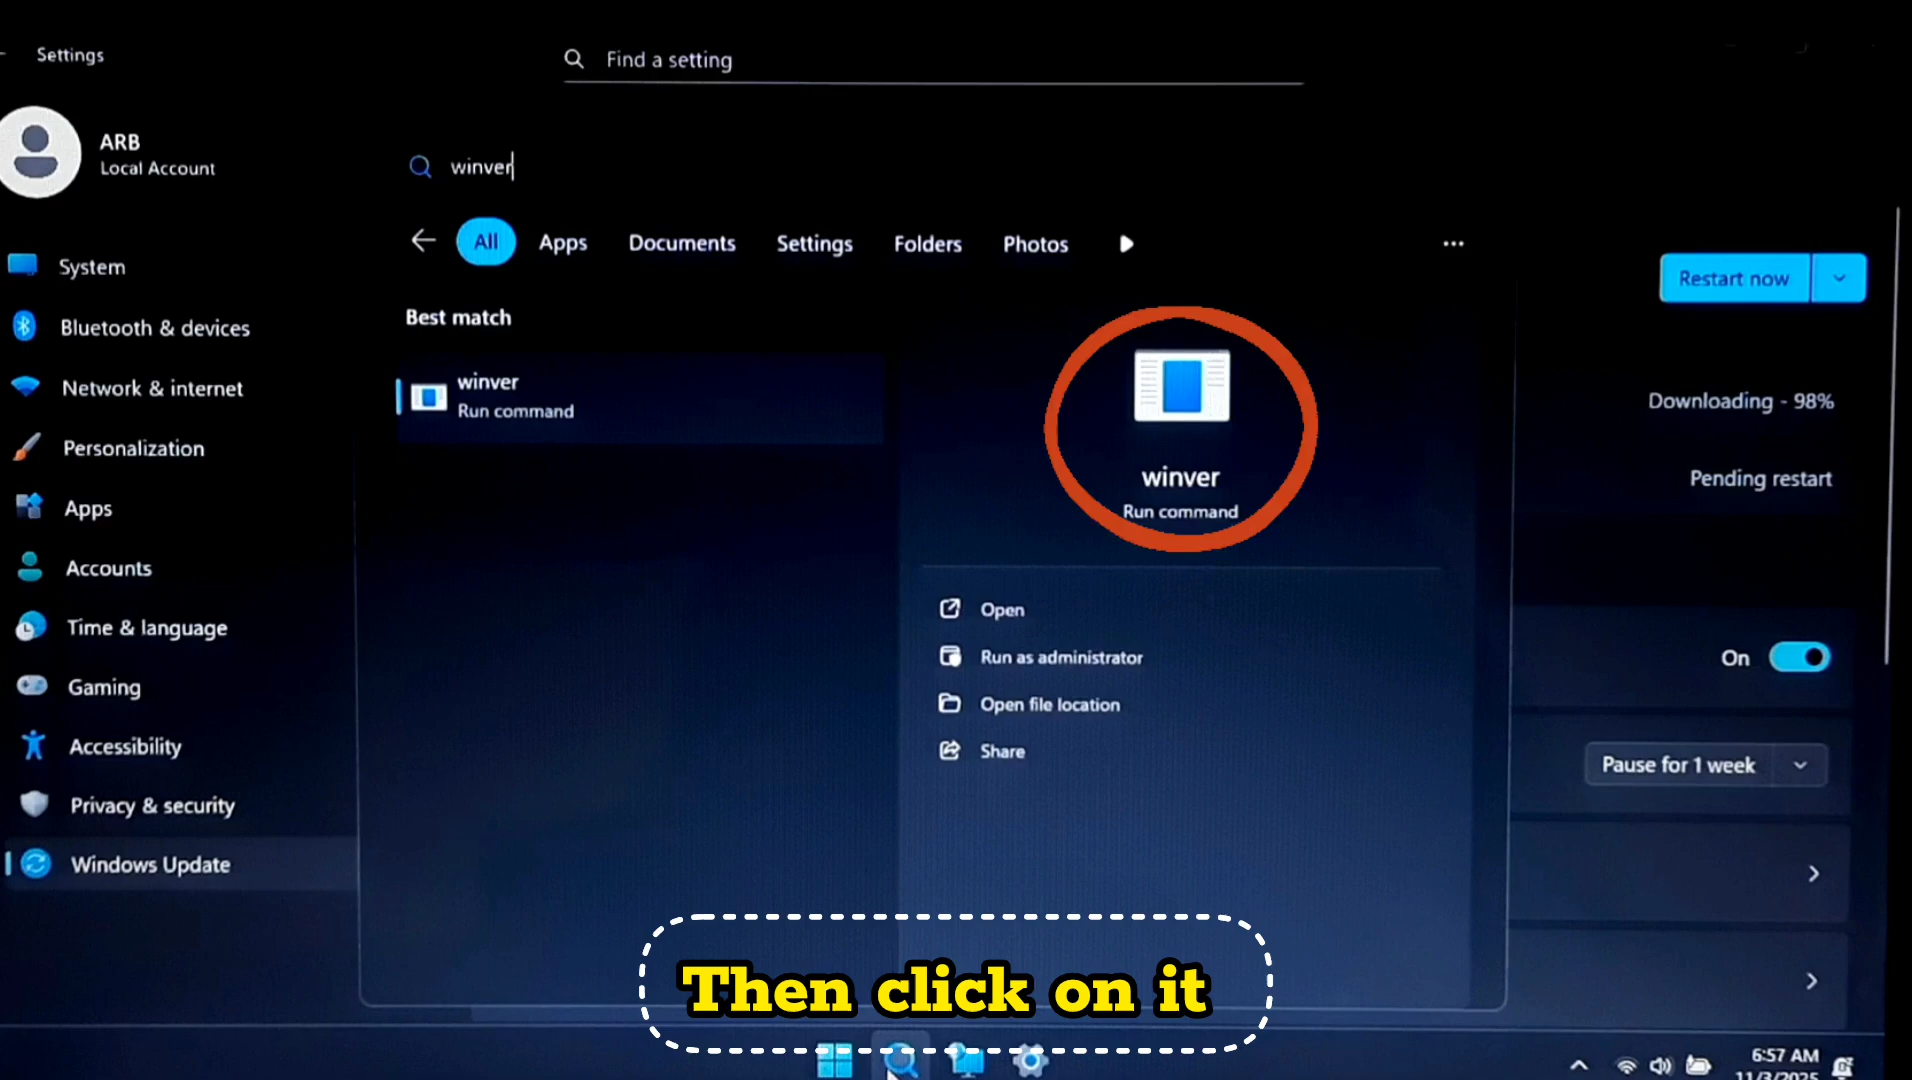 Settings
Find a setting
ARB
Local Account
winver
All
Apps
Documents
Settings
Folders
Photos
System
Bluetooth & devices
Network & internet
Personalization
Apps
Accounts
Time & language
Gaming
Accessibility
Privacy & security
Windows Update
Best match
winver
Run command
winver
Run command
Open
Run as administrator
Open file location
Share
Restart now
Downloading - 98%
Pending restart
On
Pause for 1 week
Then click on it
6:57 AM
11/3/2025